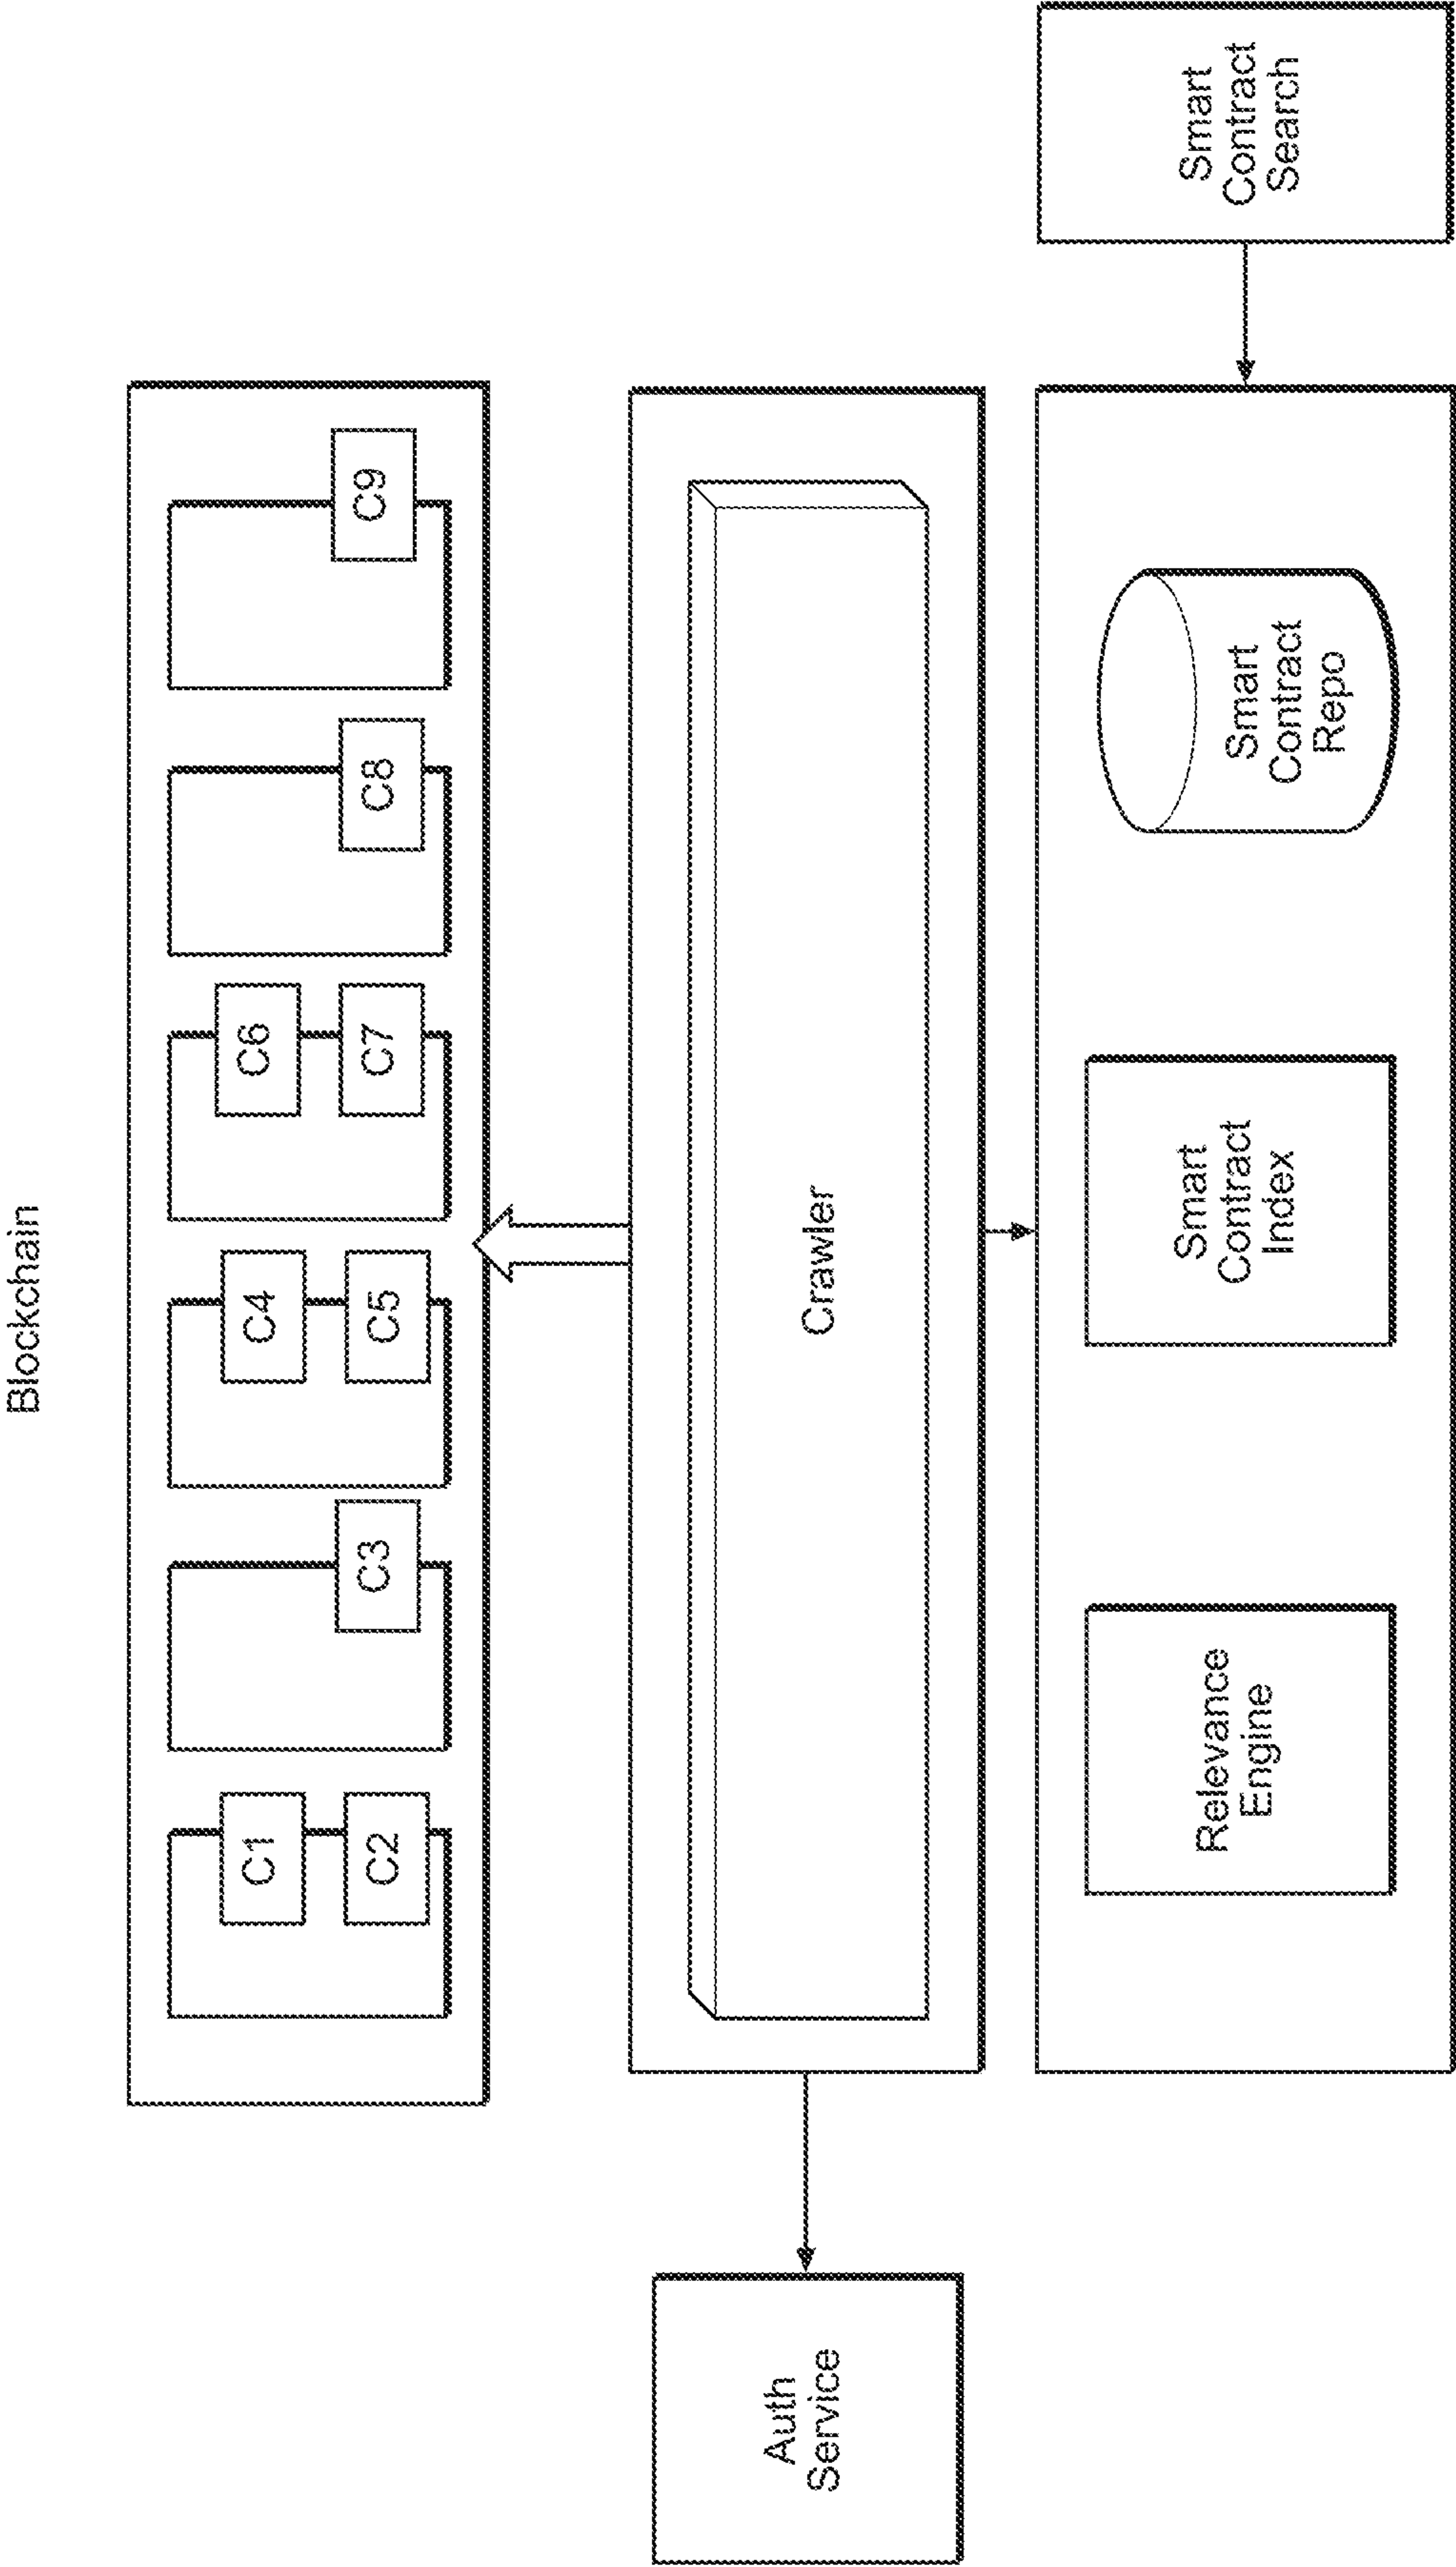 Blockchain
C1
C2
C3
C4
C5
C6
C7
C8
C9
Auth
Service
Crawler
Relevance
Engine
Smart
Contract
Index
Smart
Contract
Repo
Smart
Contract
Search